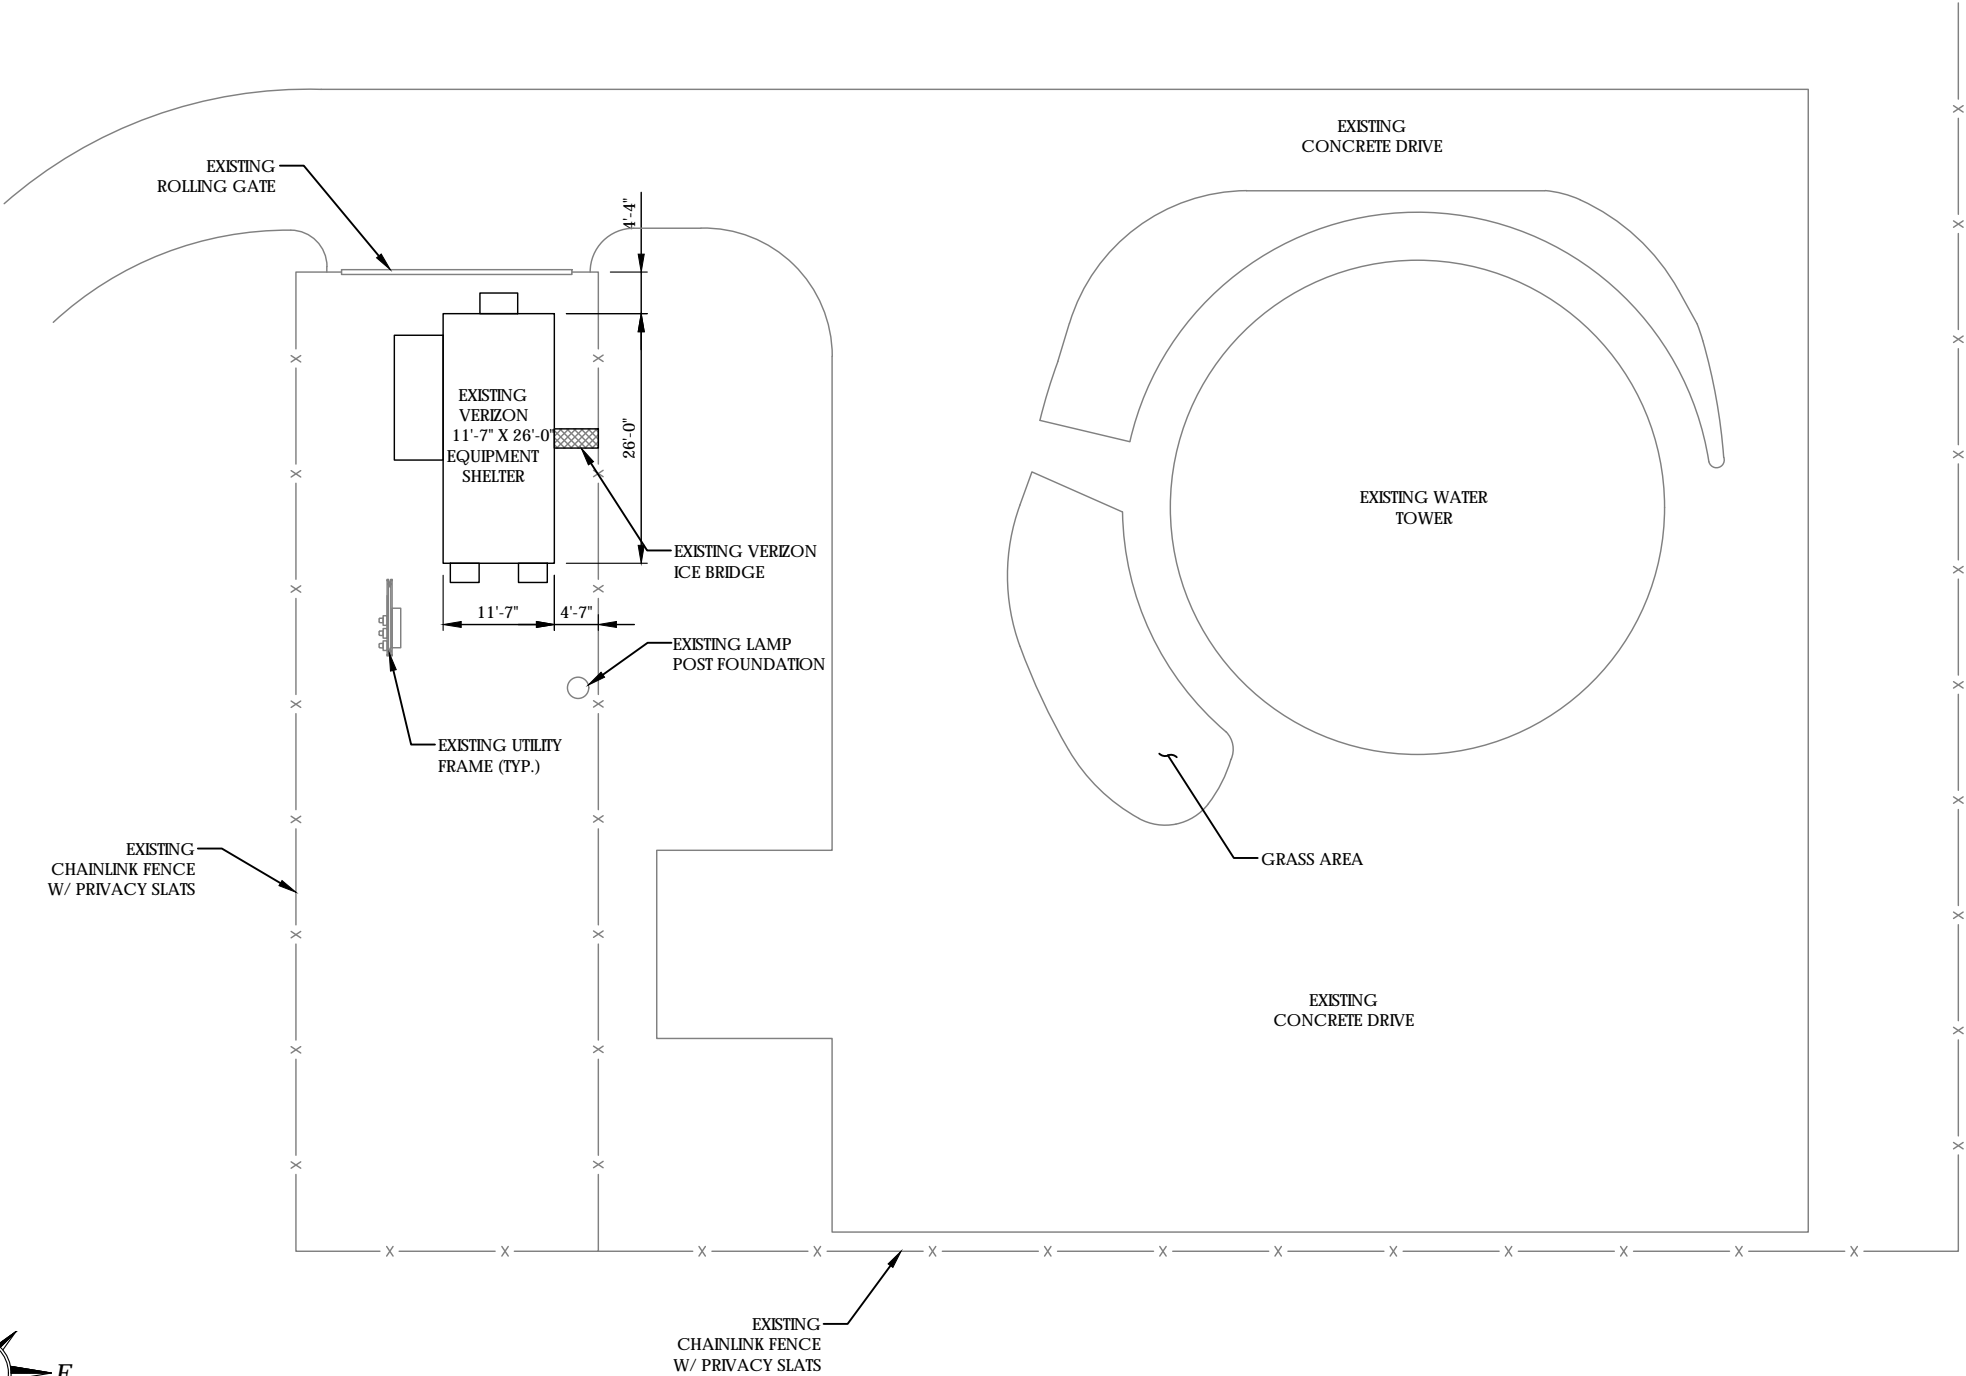 EXISTING
CONCRETE DRIVE
EXISTING
ROLLING GATE
4'-4"
EXISTING
VERIZON
11'-7" X 26'-0"
EQUIPMENT
SHELTER
26'-0"
EXISTING WATER
TOWER
EXISTING VERIZON
ICE BRIDGE
11'-7"
4'-7"
EXISTING LAMP
POST FOUNDATION
EXISTING UTILITY
FRAME (TYP.)
EXISTING
CHAINLINK FENCE
W/ PRIVACY SLATS
GRASS AREA
EXISTING
CONCRETE DRIVE
EXISTING
CHAINLINK FENCE
W/ PRIVACY SLATS